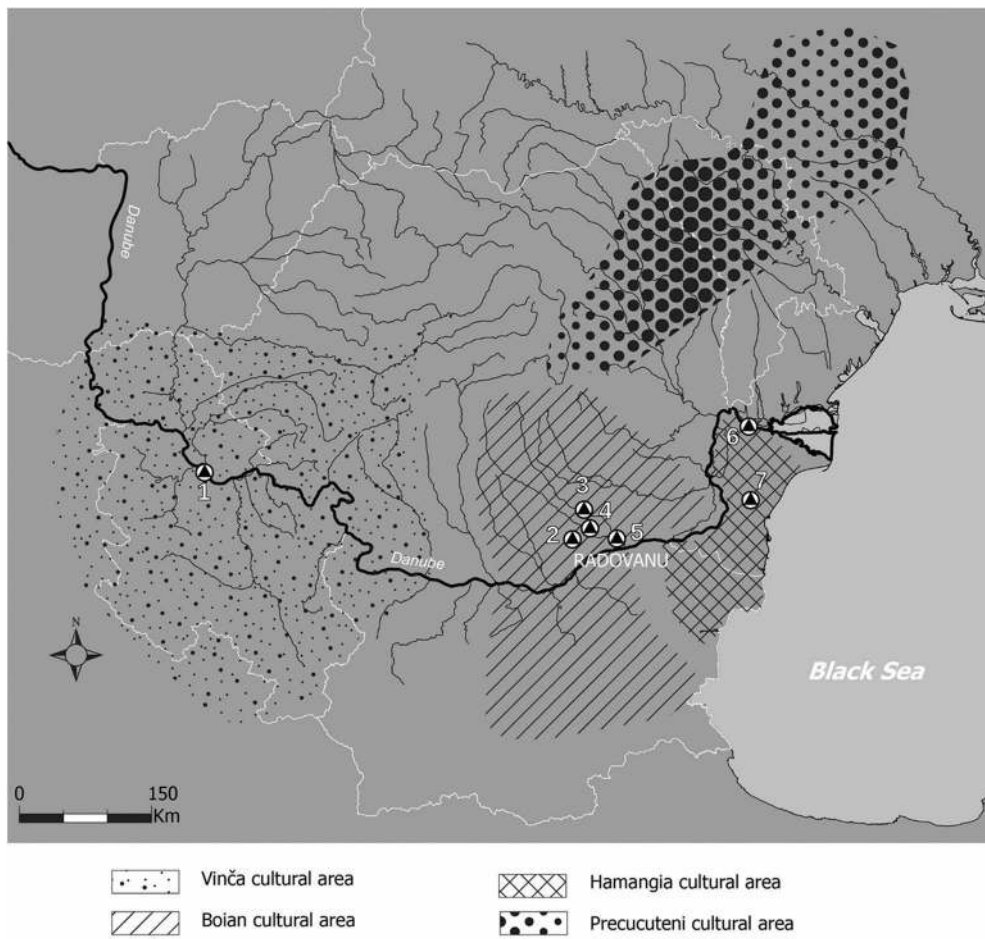 Danube
6
7
3
1
4
2
5
RADOVANU
Danube
N
Black Sea
0 150
Km
Vinča cultural area
Hamangia cultural area
Boian cultural area
Precucuteni cultural area